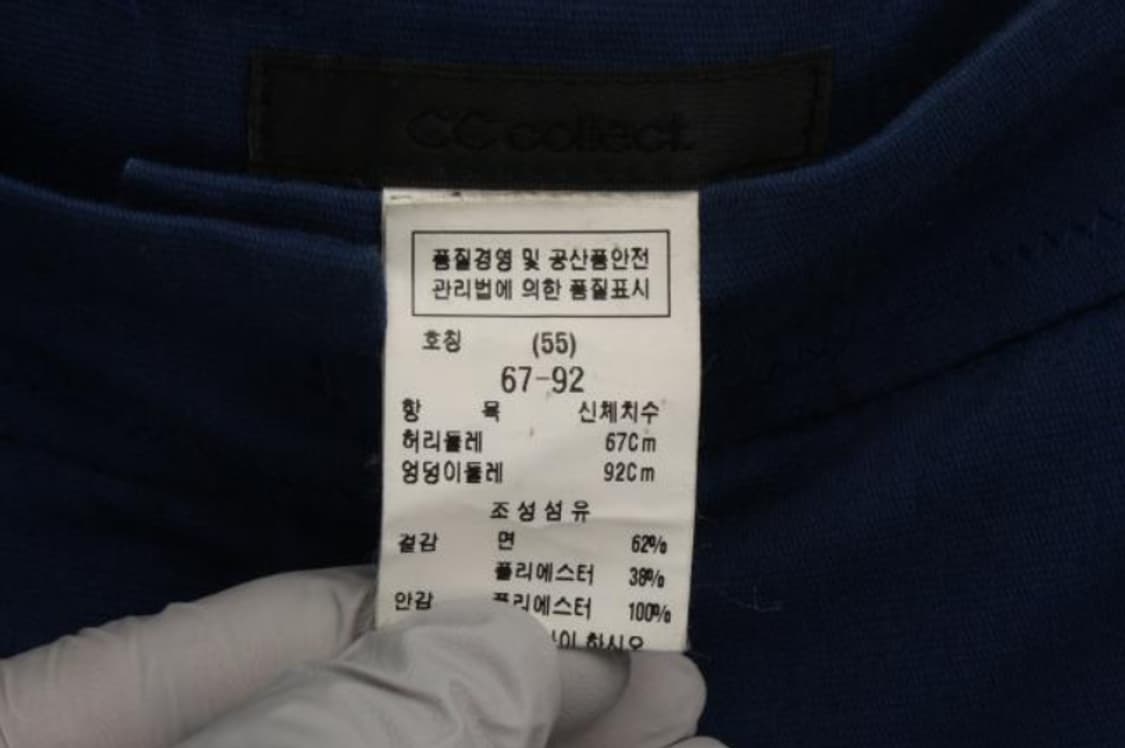 CC collect
품질경영 및 공산품안전
관리법에 의한 품질표시
호칭 (55)
67-92
항 목 신체치수
허리둘레 67Cm
엉덩이둘레 92Cm
조성섬유
겉감 면 62%
폴리에스터 38%
안감 폴리에스터 100%
하시오